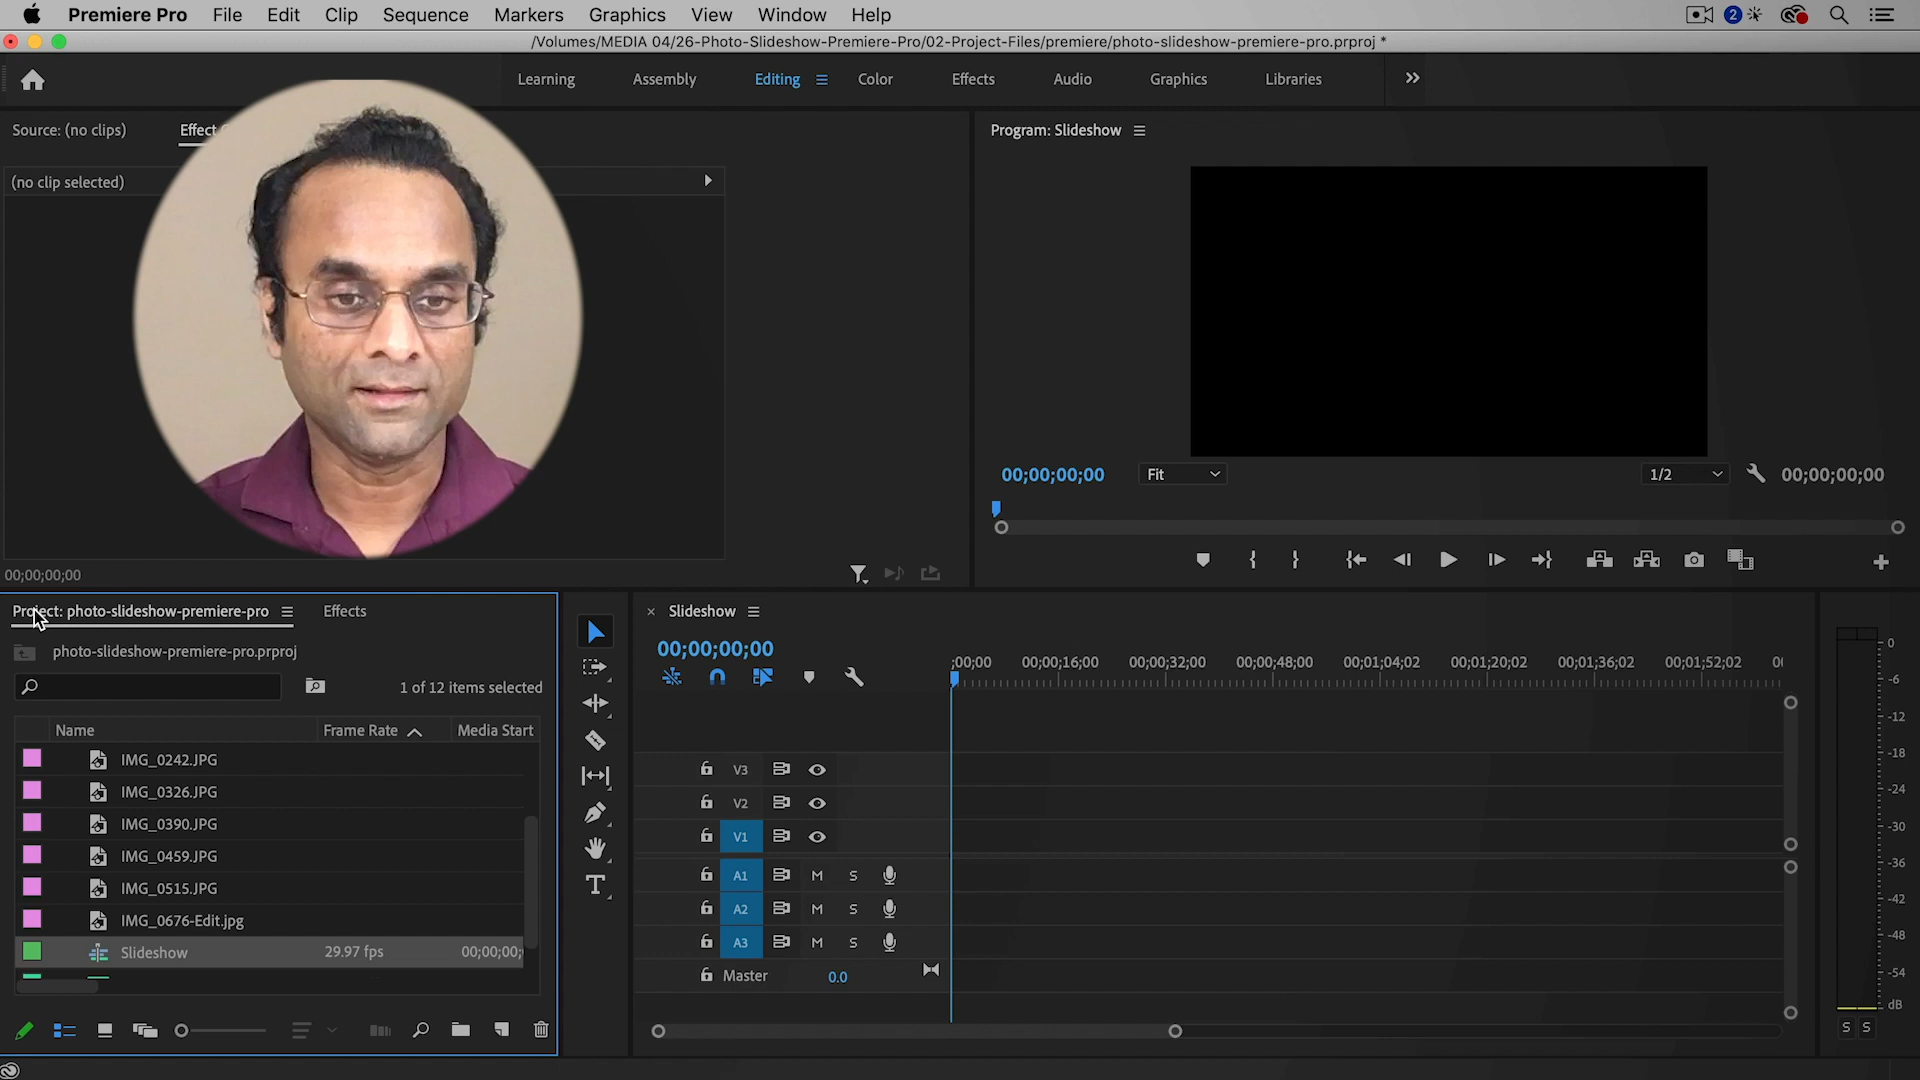 Premiere Pro File Edit Clip Sequence Markers Graphics View Window Help 2
/Volumes/MEDIA 04/26-Photo-Slideshow-Premiere-Pro/02-Project-Files/premiere/photo-slideshow-premiere-pro.prproj *
Learning Assembly Editing Color Effects Audio Graphics Libraries
Source: (no clips) Effect
Program: Slideshow
(no clip selected)
00;00;00;00 Fit 1/2 00;00;00;00
00;00;00;00
Project: photo-slideshow-premiere-pro Effects
photo-slideshow-premiere-pro.prproj
1 of 12 items selected
Name Frame Rate Media Start
IMG_0242.JPG
IMG_0326.JPG
IMG_0390.JPG
IMG_0459.JPG
IMG_0515.JPG
IMG_0676-Edit.jpg
Slideshow 29.97 fps 00;00;00;
T
× Slideshow
00;00;00;00
;00;00 00;00;16;00 00;00;32;00 00;00;48;00 00;01;04;02 00;01;20;02 00;01;36;02 00;01;52;02
V3
V2
V1
A1 M S
A2 M S
A3 M S
Master 0.0
0
-6
-12
-18
-24
-30
-36
-42
-48
-54
dB
S S